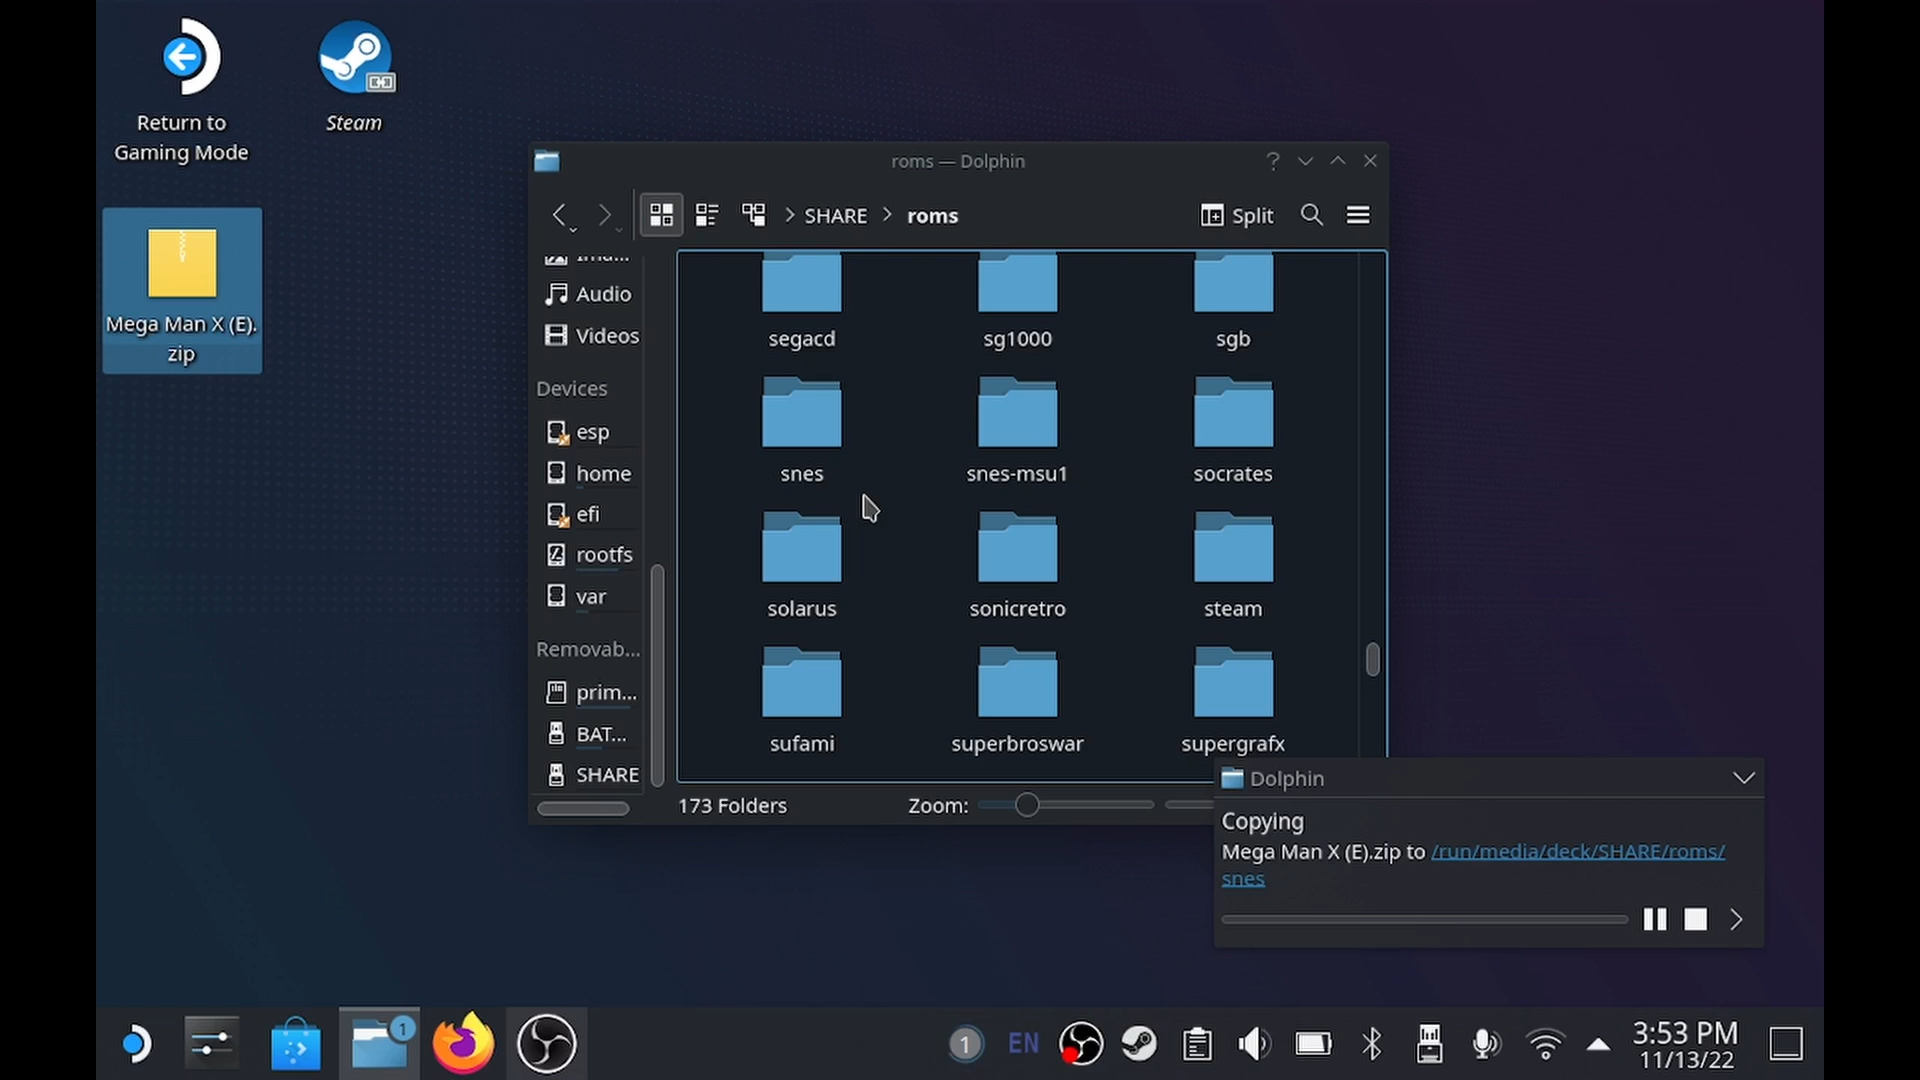 Return to
Gaming Mode
Steam
Mega Man X (E).
zip
roms — Dolphin
SHARE
roms
Split
Audio
Videos
Devices
esp
home
efi
rootfs
var
Removab...
prim...
BAT...
SHARE
segacd
sg1000
sgb
snes
snes-msu1
socrates
solarus
sonicretro
steam
sufami
superbroswar
supergrafx
173 Folders
Zoom:
Dolphin
Copying
Mega Man X (E).zip to /run/media/deck/SHARE/roms/
snes
1
1
EN
3:53 PM
11/13/22